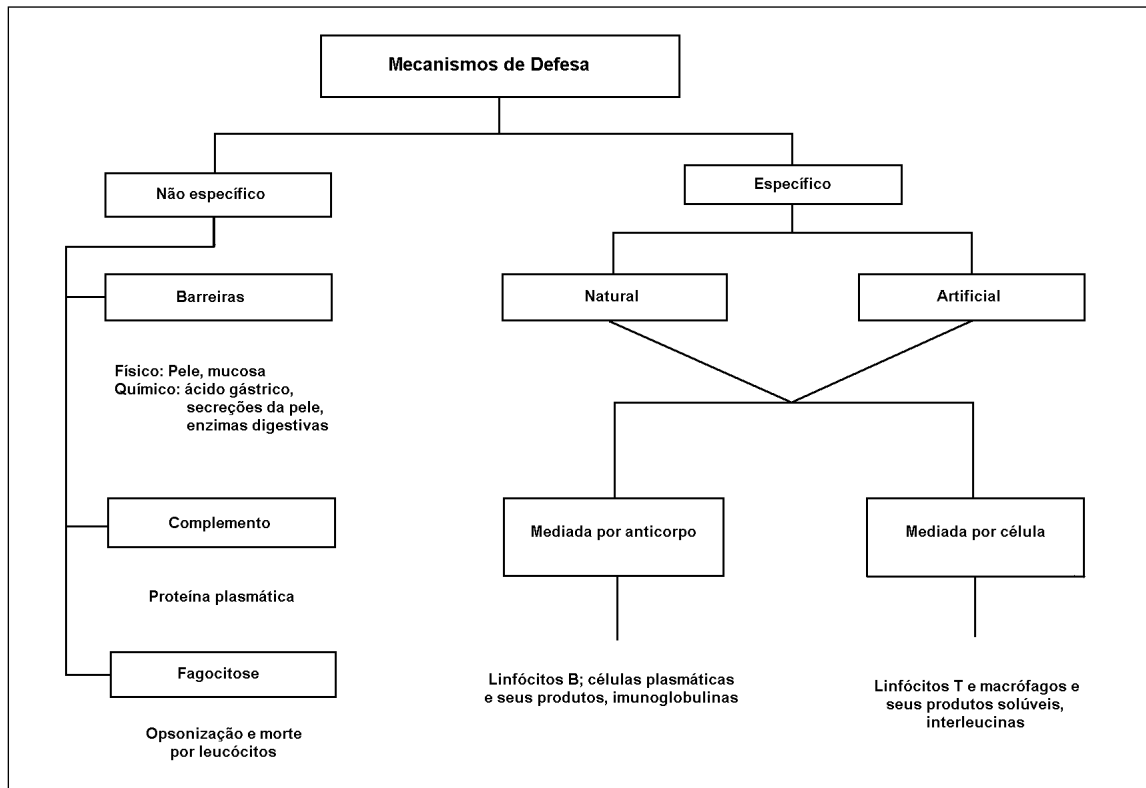 Mecanismos de Defesa
Não específico
Específico
Barreiras
Natural
Artificial
Físico: Pele, mucosa
Químico: ácido gástrico,
secreções da pele,
enzimas digestivas
Complemento
Mediada por anticorpo
Mediada por célula
Proteína plasmática
Fagocitose
Linfócitos B; células plasmáticas
e seus produtos, imunoglobulinas
Linfócitos T e macrófagos e
seus produtos solúveis,
interleucinas
Opsonização e morte
por leucócitos